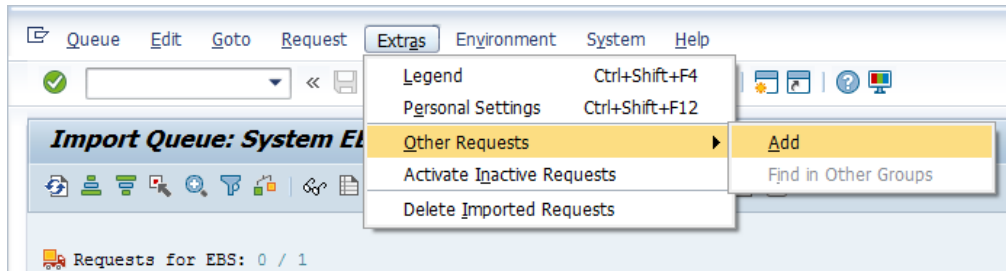 Queue Edit Goto Request Extras Environment System Help
Legend Ctrl+Shift+F4
Personal Settings Ctrl+Shift+F12
Import Queue: System
Other Requests Add
Activate Inactive Requests Find in Other Groups
Delete Imported Requests
Requests for EBS: 0 / 1